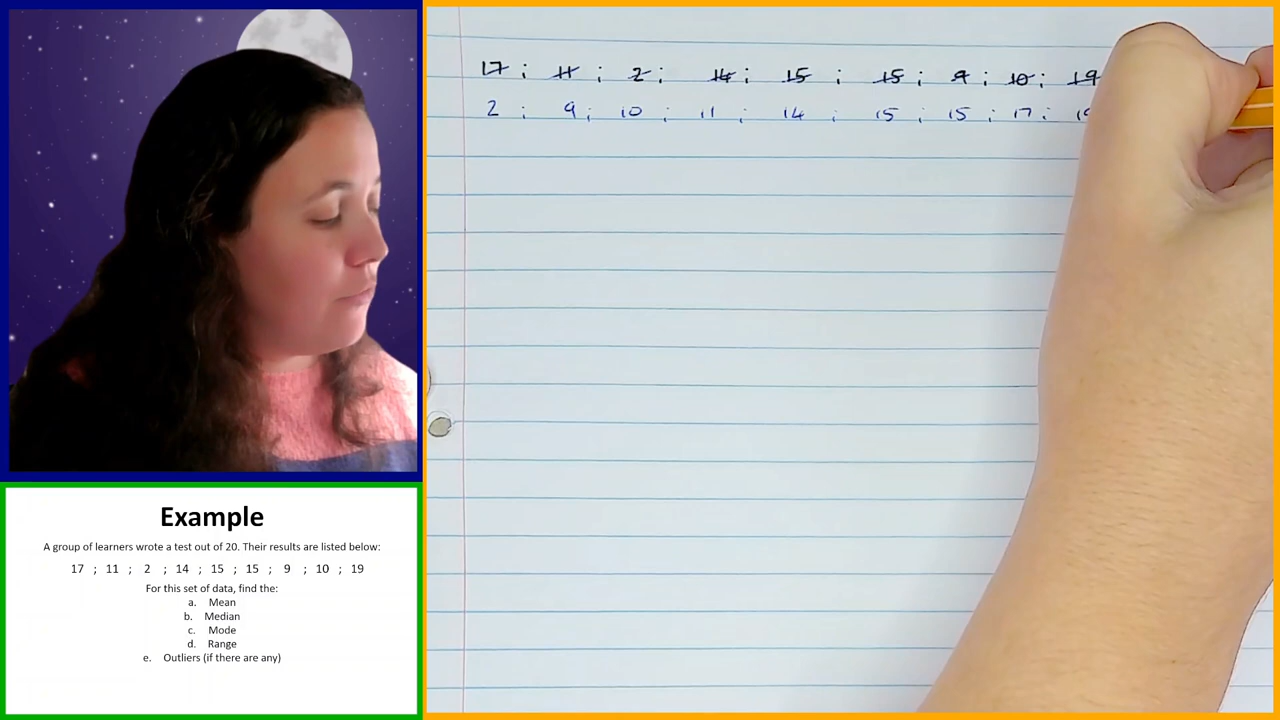 17 ; 11 ; 2 ; 14 ; 15 ; 15 ; 9 ; 10 ; 19
2 ; 9 ; 10 ; 11 ; 14 ; 15 ; 15 ; 17 ; 19
Example
A group of learners wrote a test out of 20. Their results are listed below:
17 ; 11 ; 2 ; 14 ; 15 ; 15 ; 9 ; 10 ; 19
For this set of data, find the:
a. Mean
b. Median
c. Mode
d. Range
e. Outliers (if there are any)